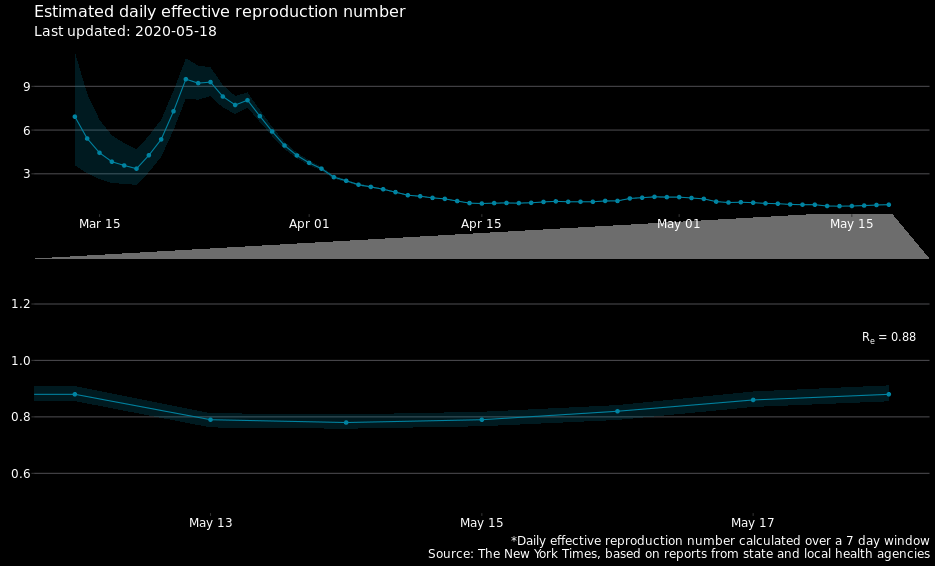 Estimated daily effective reproduction number
Last updated: 2020-05-18
9
6
3
Mar 15 Apr 01 Apr 15 May 01 May 15
1.2
Re = 0.88
1.0
0.8
0.6
May 13 May 15 May 17
*Daily effective reproduction number calculated over a 7 day window
Source: The New York Times, based on reports from state and local health agencies